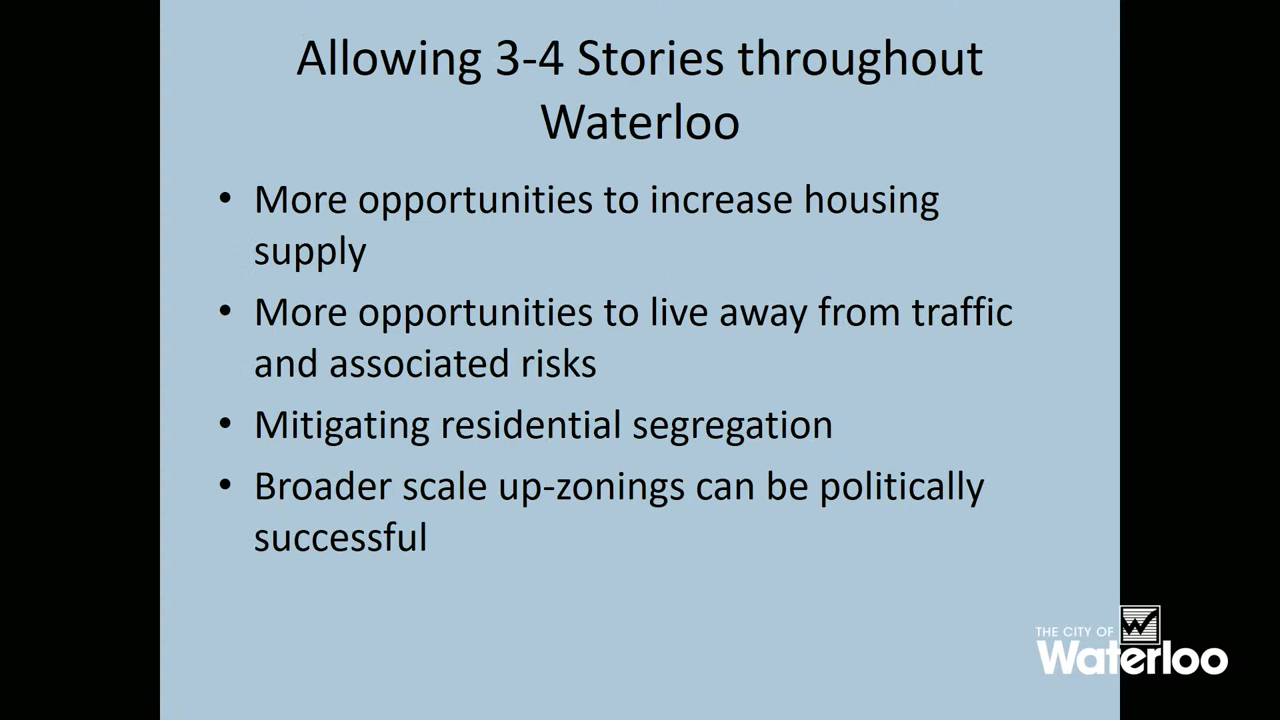 Allowing 3-4 Stories throughout
Waterloo
• More opportunities to increase housing
supply
• More opportunities to live away from traffic
and associated risks
• Mitigating residential segregation
• Broader scale up-zonings can be politically
successful
THE CITY OF
Waterloo